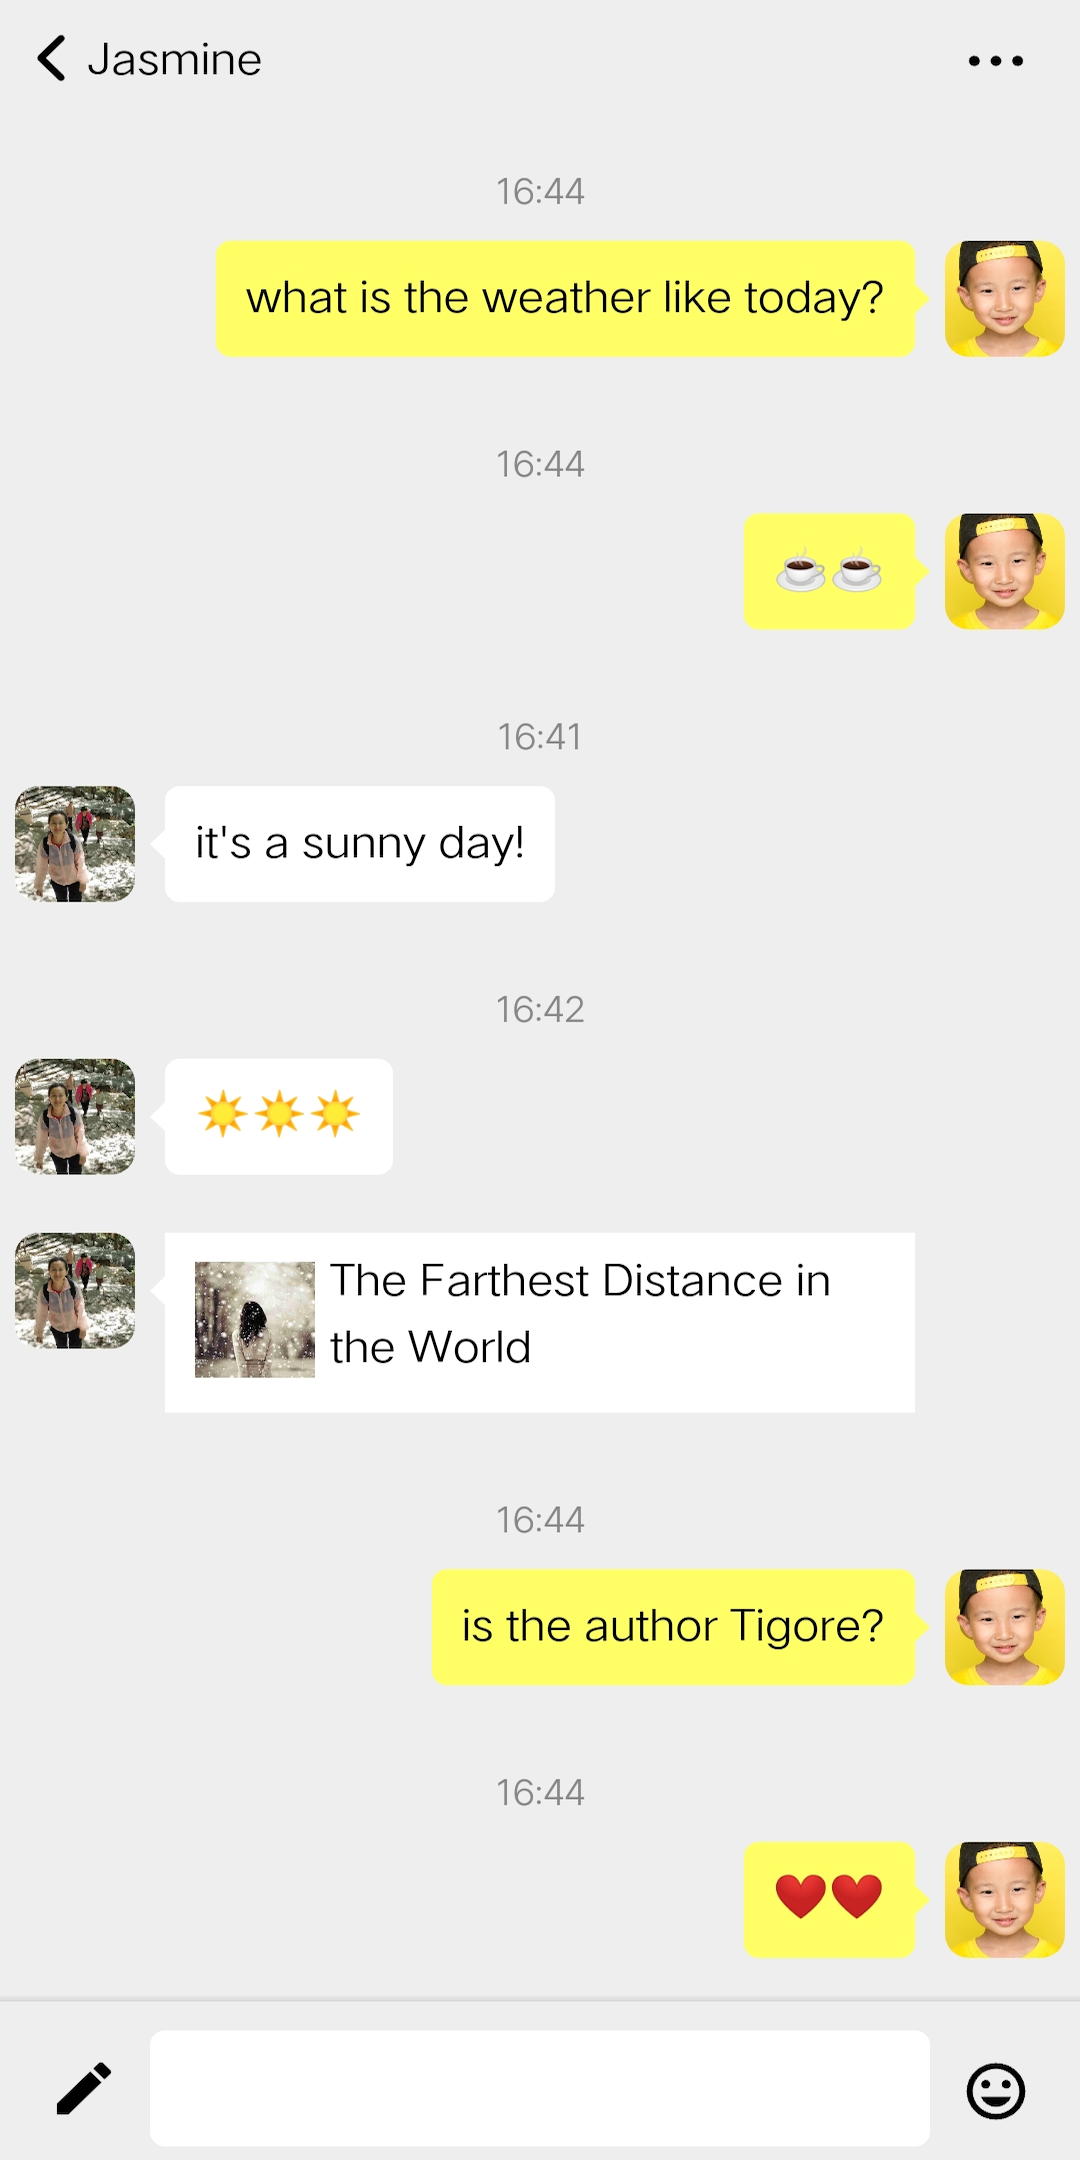 Jasmine
16:44
what is the weather like today?
16:44
☕☕
16:41
it's a sunny day!
16:42
☀☀☀
The Farthest Distance in
the World
16:44
is the author Tigore?
16:44
❤❤